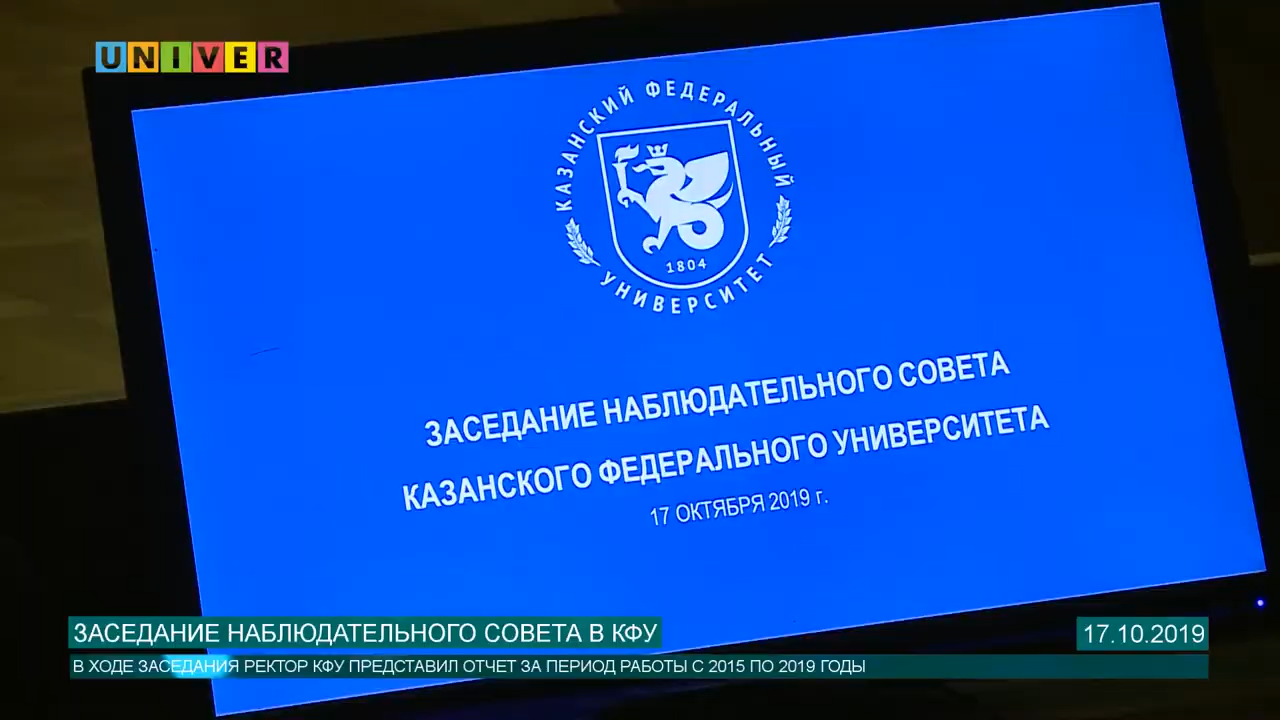 UNIVER
КАЗАНСКИЙ ФЕДЕРАЛЬНЫЙ
УНИВЕРСИТЕТ
1804
ЗАСЕДАНИЕ НАБЛЮДАТЕЛЬНОГО СОВЕТА
КАЗАНСКОГО ФЕДЕРАЛЬНОГО УНИВЕРСИТЕТА
17 ОКТЯБРЯ 2019 г.
ЗАСЕДАНИЕ НАБЛЮДАТЕЛЬНОГО СОВЕТА В КФУ
17.10.2019
В ХОДЕ ЗАСЕДАНИЯ РЕКТОР КФУ ПРЕДСТАВИЛ ОТЧЕТ ЗА ПЕРИОД РАБОТЫ С 2015 ПО 2019 ГОДЫ